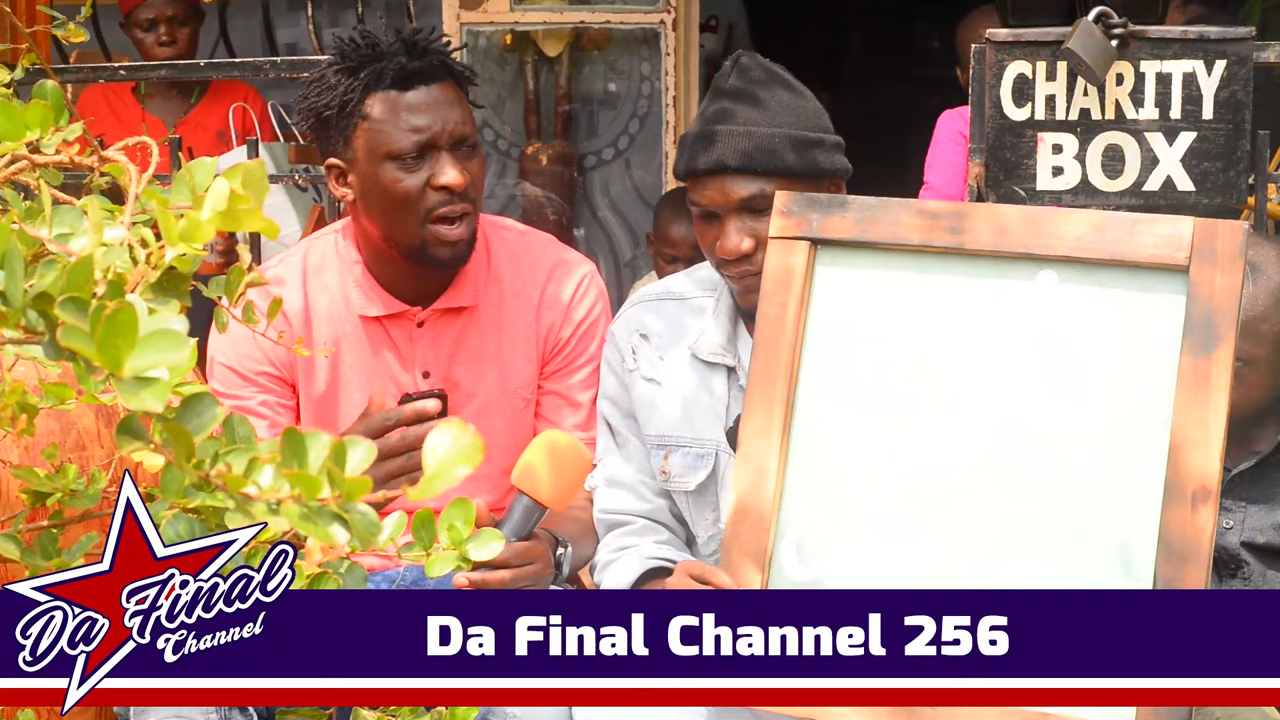 CHARITY
BOX
Da Final
Channel
Da Final Channel 256